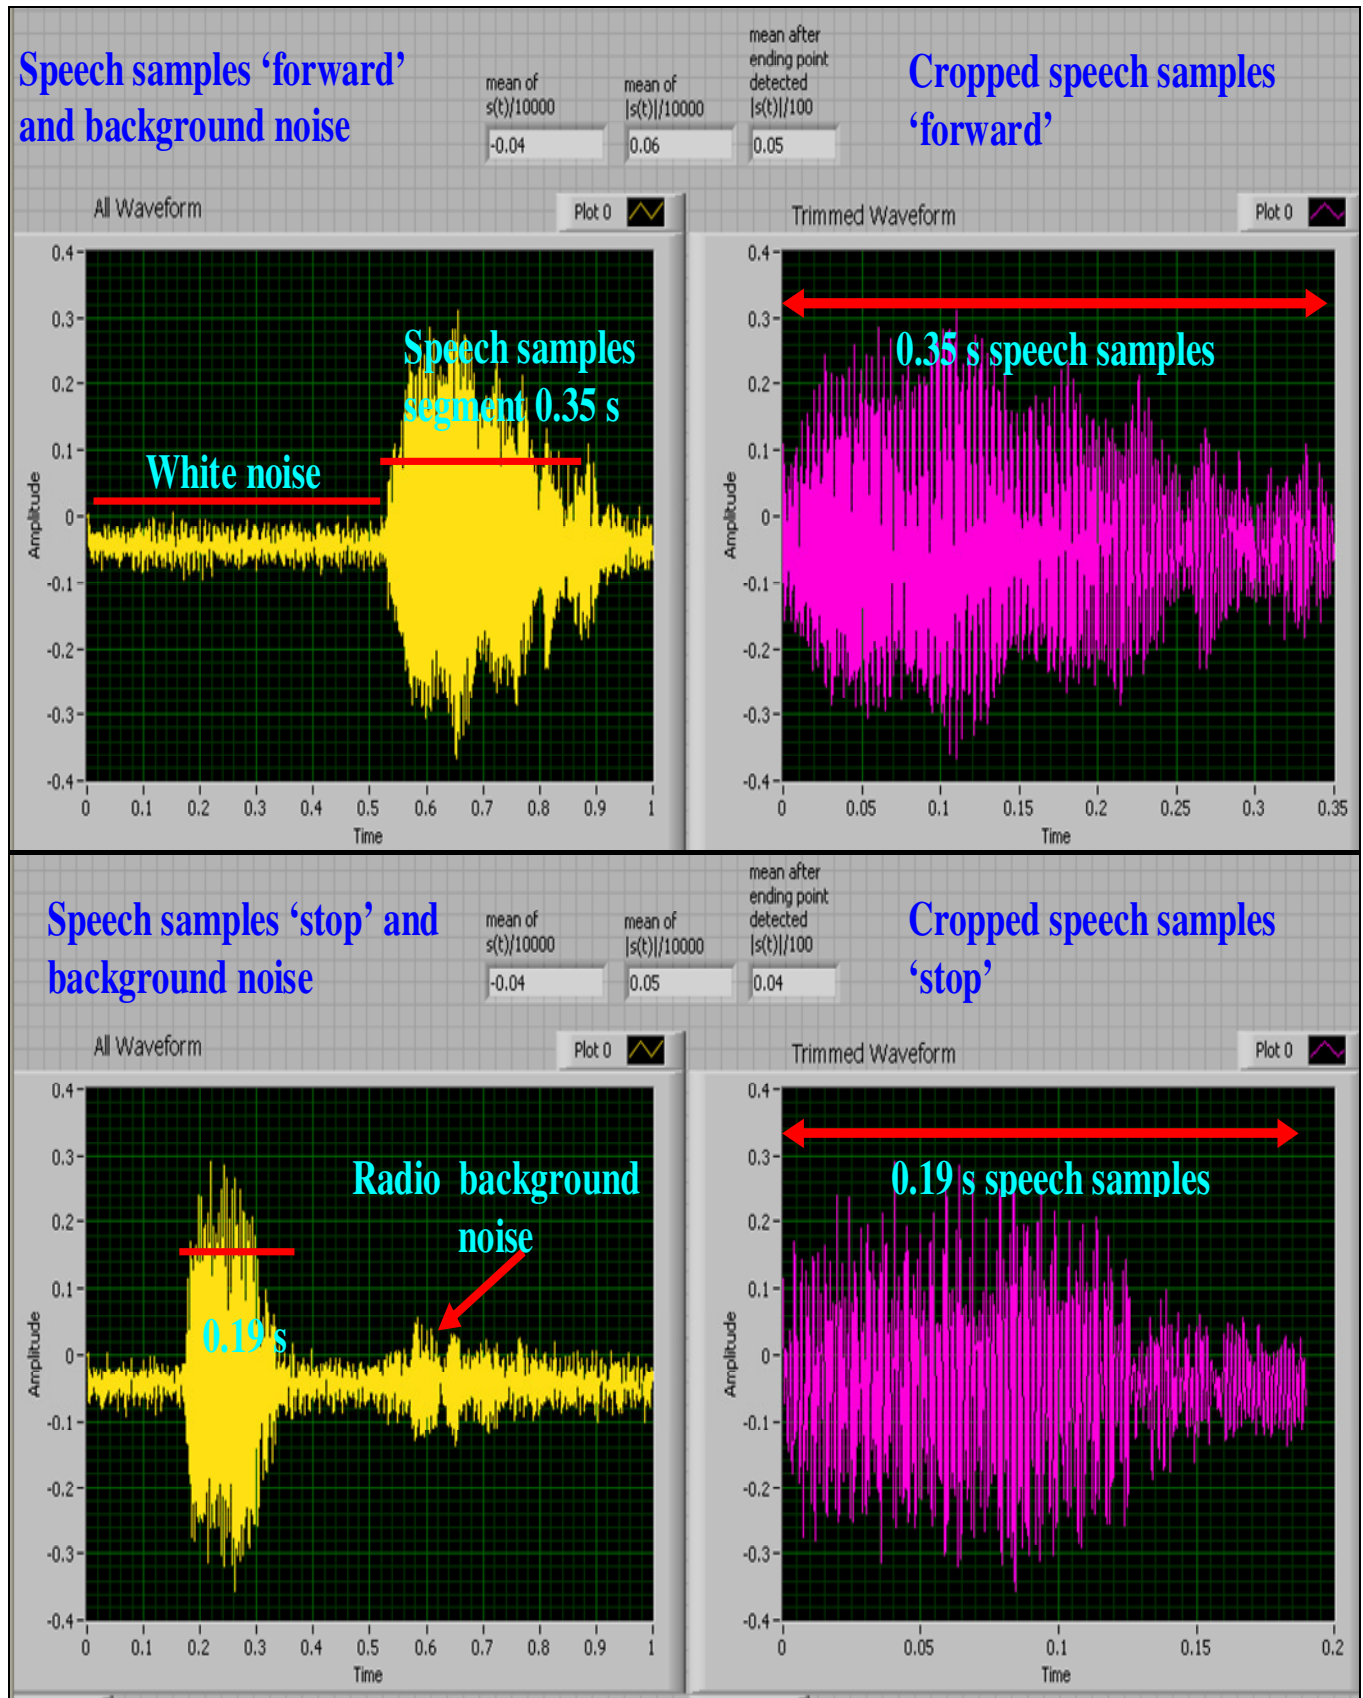 Speech samples ‘forward’
and background noise
mean of
s(t)/10000
-0.04
mean of
|s(t)|/10000
0.06
mean after
ending point
detected
|s(t)|/100
0.05
Cropped speech samples
‘forward’
All Waveform
Plot 0
0.4
0.3
0.2
0.1
0
-0.1
-0.2
-0.3
-0.4
Amplitude
Speech samples
segment 0.35 s
White noise
0 0.1 0.2 0.3 0.4 0.5 0.6 0.7 0.8 0.9 1
Time
Trimmed Waveform
Plot 0
0.4
0.3
0.2
0.1
0
-0.1
-0.2
-0.3
-0.4
Amplitude
0.35 s speech samples
0 0.05 0.1 0.15 0.2 0.25 0.3 0.35
Time
Speech samples ‘stop’ and
background noise
mean of
s(t)/10000
-0.04
mean of
|s(t)|/10000
0.05
mean after
ending point
detected
|s(t)|/100
0.04
Cropped speech samples
‘stop’
All Waveform
Plot 0
0.4
0.3
0.2
0.1
0
-0.1
-0.2
-0.3
-0.4
Amplitude
Radio background
noise
0.19 s
0 0.1 0.2 0.3 0.4 0.5 0.6 0.7 0.8 0.9 1
Time
Trimmed Waveform
Plot 0
0.4
0.3
0.2
0.1
0
-0.1
-0.2
-0.3
-0.4
Amplitude
0.19 s speech samples
0 0.05 0.1 0.15 0.2
Time